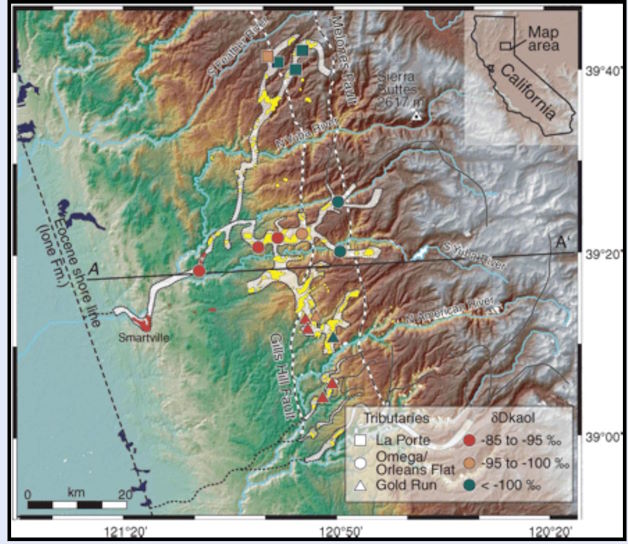 S Feather River
Melones Fault
Map
area
California
39°40'
Sierra
Buttes
2617 m
N Yuba River
Eocene shore line
(Ione Fm.)
A
A'
39°20'
S Yuba River
Smartville
N American River
Gills Hill Fault
Tributaries
δDkaol
La Porte
-85 to -95 ‰
Omega/
Orleans Flat
-95 to -100 ‰
Gold Run
< -100 ‰
39°00'
km
0 20
121°20'
120°50'
120°20'